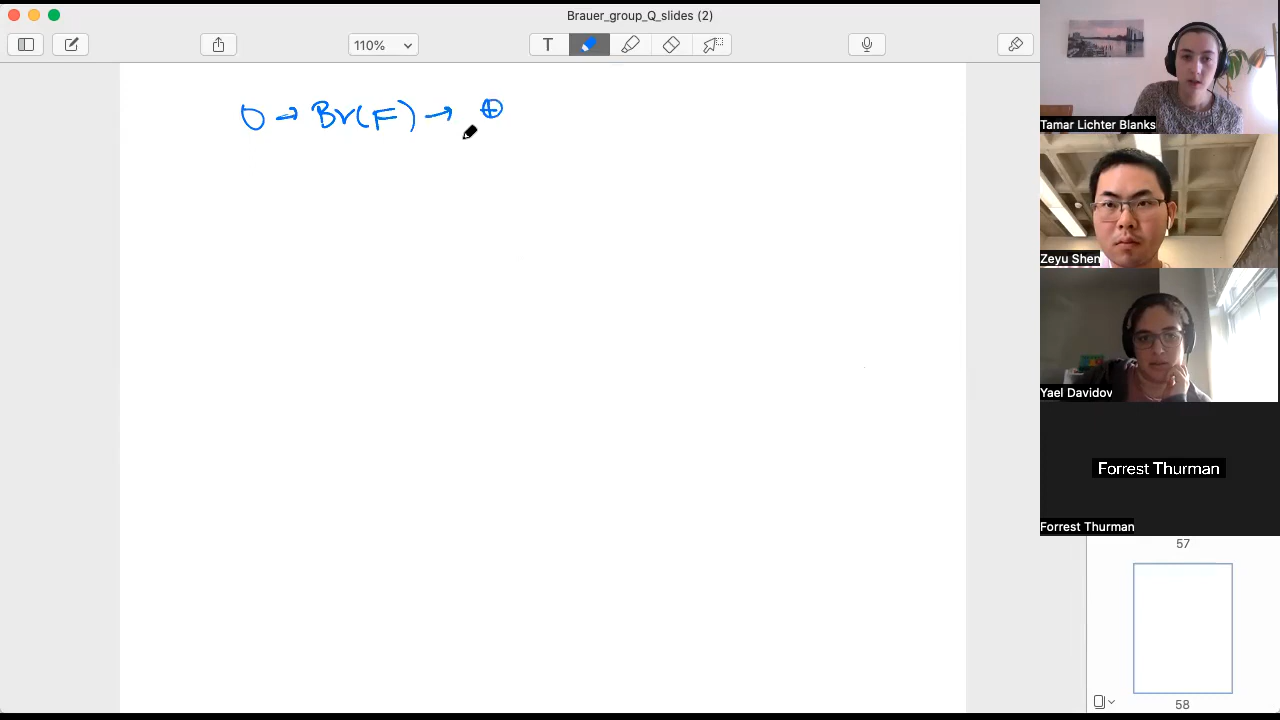 Brauer_group_Q_slides (2)
110%
T
0 → Br(F) → ⊕
Tamar Lichter Blanks
Zeyu Shen
Yael Davidov
Forrest Thurman
Forrest Thurman
57
58